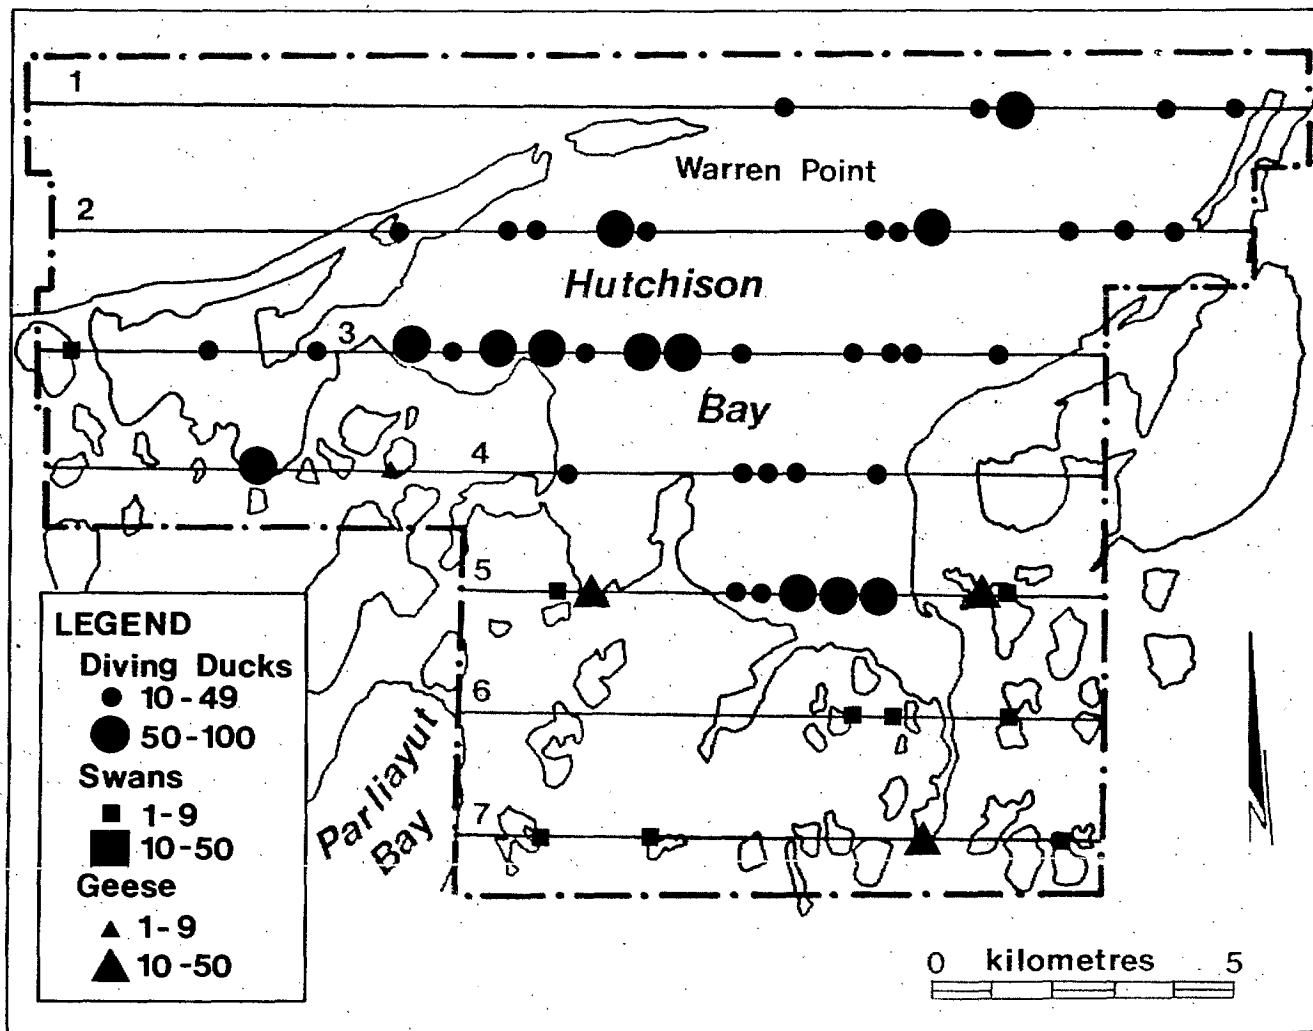 1
Warren Point
2
Hutchison
3
Bay
4
5
LEGEND
Diving Ducks
10-49
50-100
Swans
1-9
10-50
Geese
1-9
10-50
6
7
Parliayut
Bay
N
0 kilometres 5